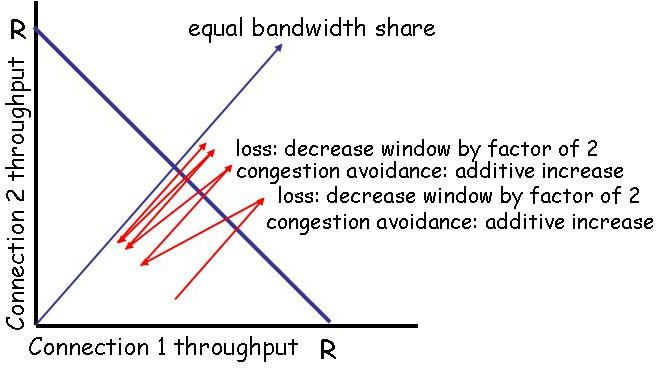 R
equal bandwidth share
Connection 2 throughput
loss: decrease window by factor of 2
congestion avoidance: additive increase
loss: decrease window by factor of 2
congestion avoidance: additive increase
Connection 1 throughput
R